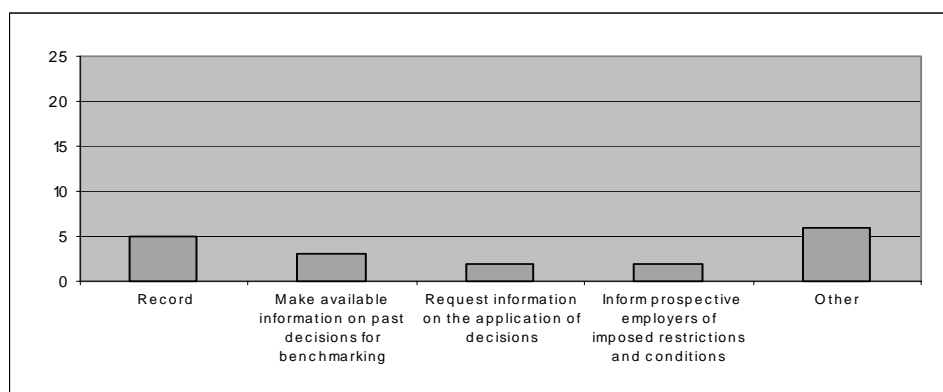 25
20
15
10
5
0
Record
Make available
information on past
decisions for
benchmarking
Request information
on the application of
decisions
Inform prospective
employers of
imposed restrictions
and conditions
Other